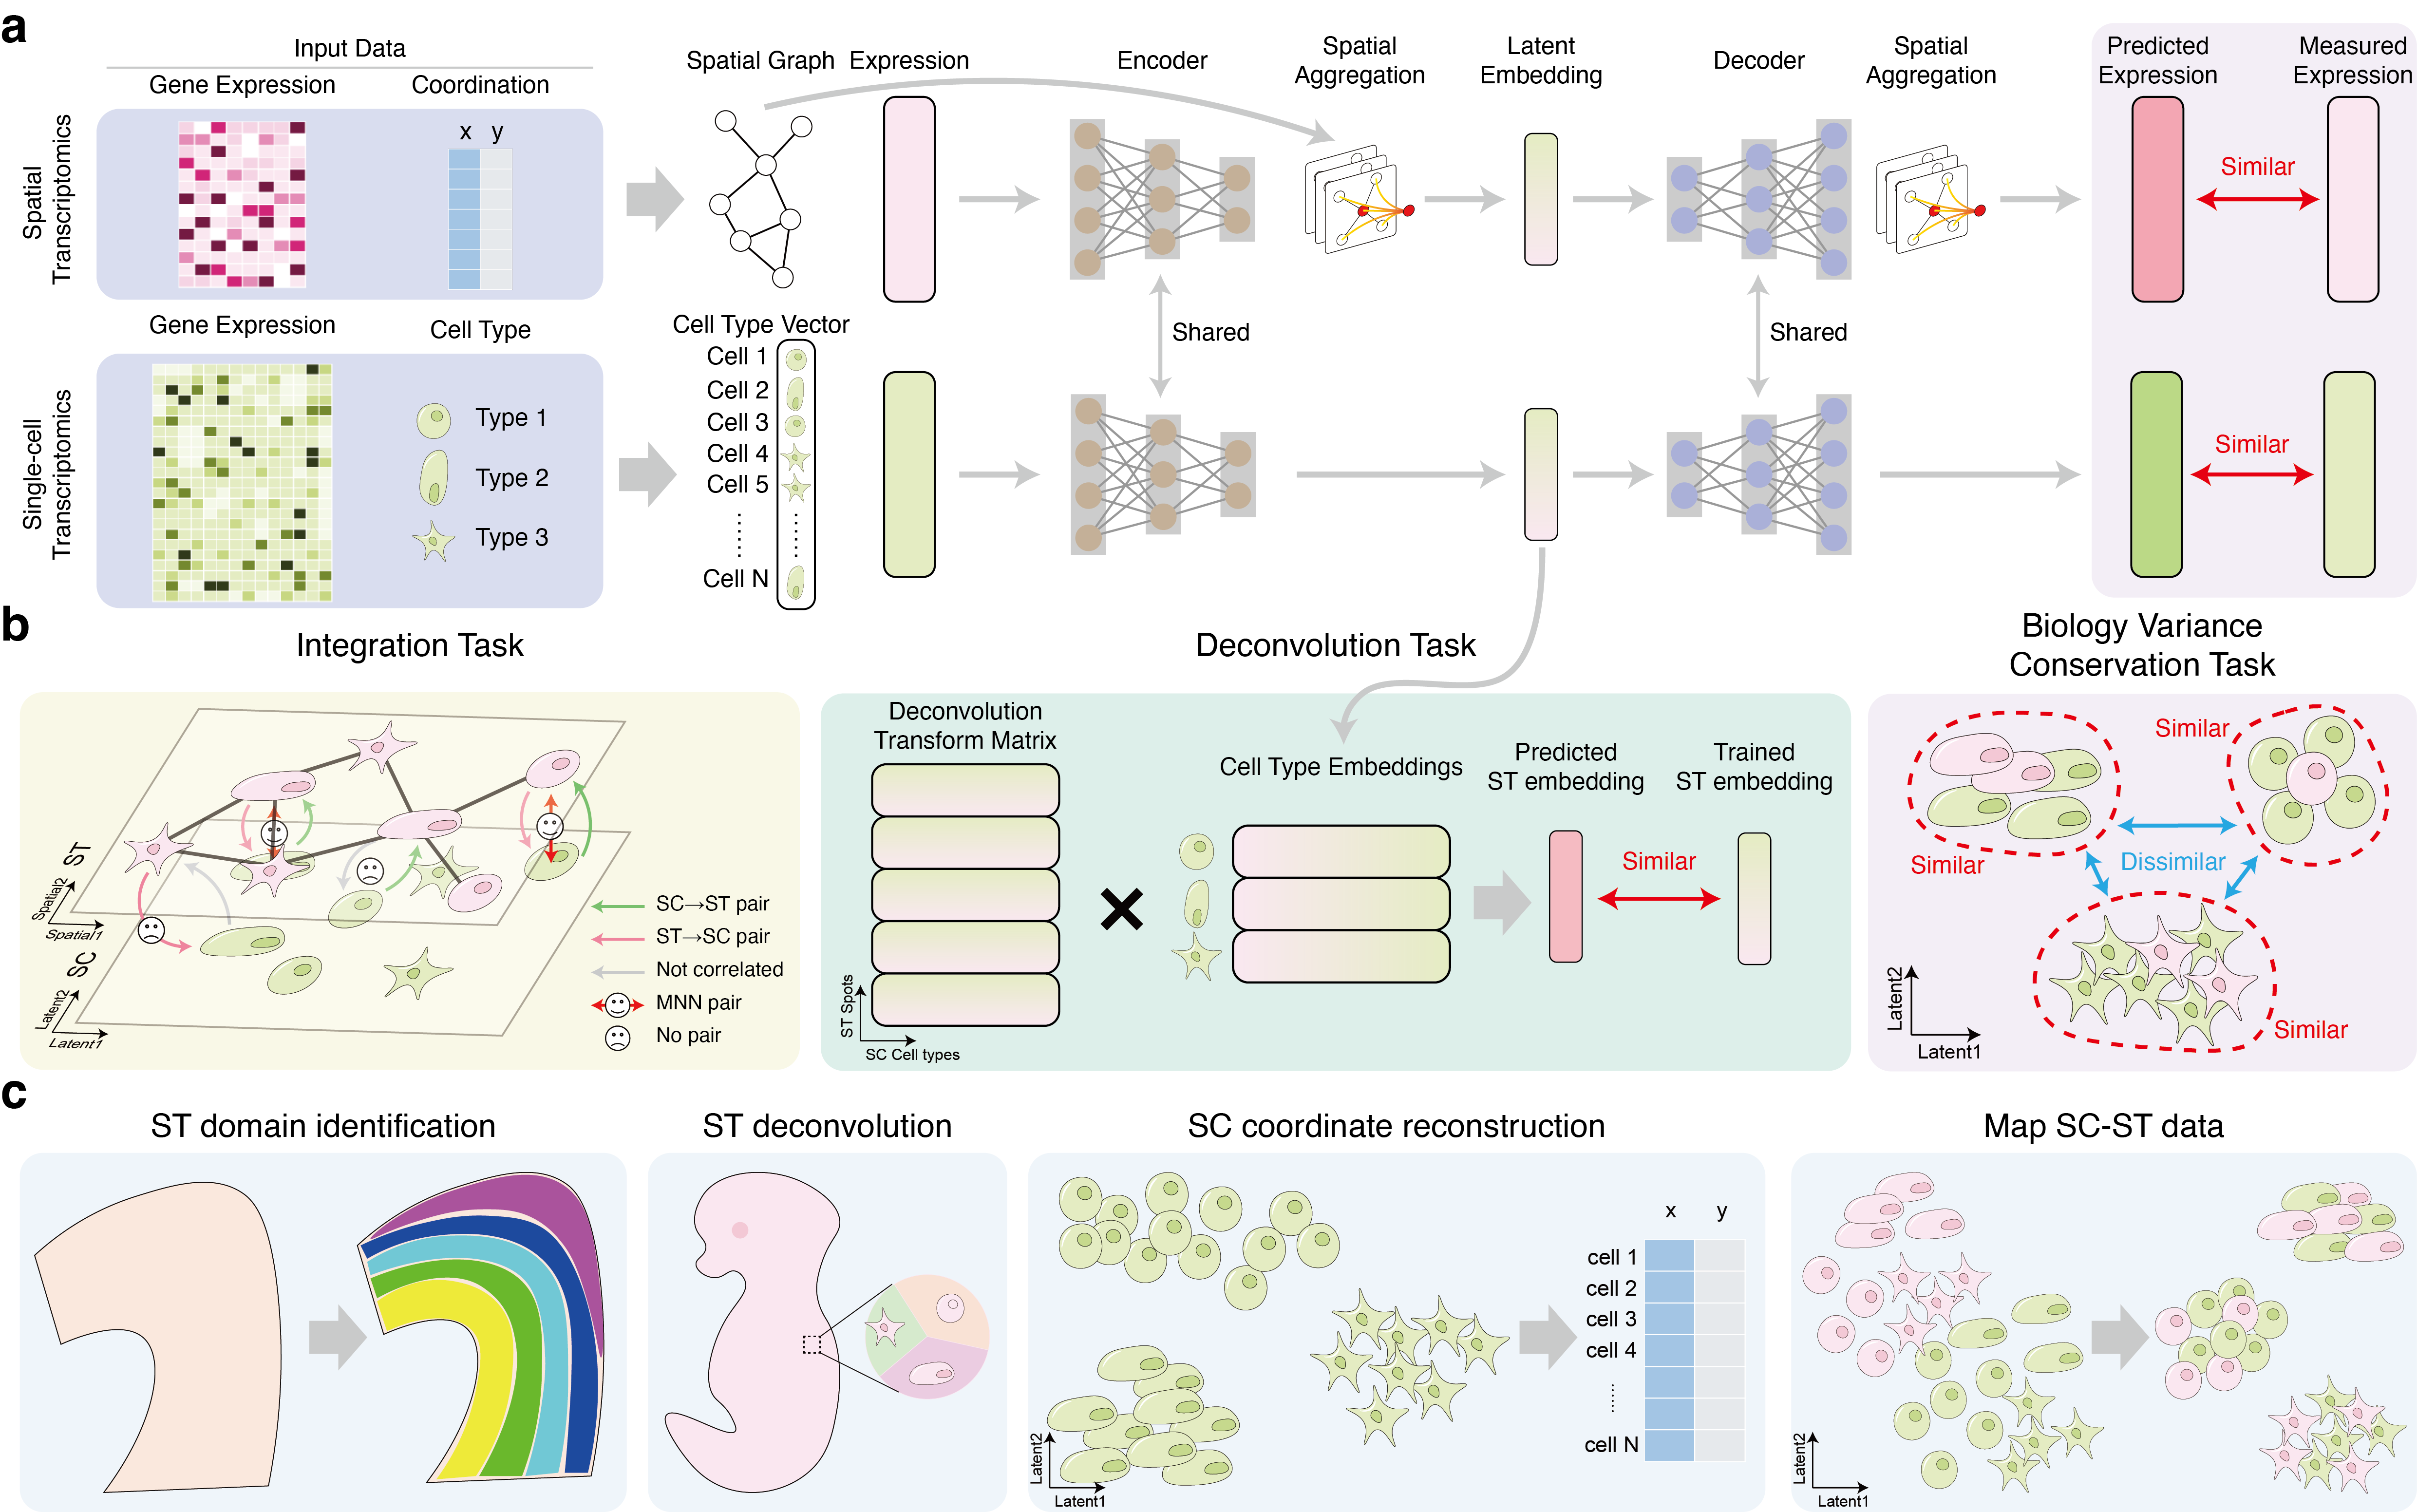 a
Input Data
Gene Expression
Coordination
Spatial Graph
Expression
Encoder
Spatial
Aggregation
Latent
Embedding
Decoder
Spatial
Aggregation
Predicted
Expression
Measured
Expression
Spatial
Transcriptomics
x y
Similar
Shared
Shared
Gene Expression
Cell Type
Cell Type Vector
Single-cell
Transcriptomics
Type 1
Type 2
Type 3
Cell 1
Cell 2
Cell 3
Cell 4
Cell 5
Cell N
Similar
b
Integration Task
Deconvolution Task
Biology Variance
Conservation Task
ST
Spatial2
Spatial1
SC
Latent2
Latent1
SC→ST pair
ST→SC pair
Not correlated
MNN pair
No pair
Deconvolution
Transform Matrix
ST Spots
SC Cell types
Cell Type Embeddings
Predicted
ST embedding
Trained
ST embedding
Similar
Similar
Similar
Dissimilar
Similar
Latent2
Latent1
c
ST domain identification
ST deconvolution
SC coordinate reconstruction
Map SC-ST data
x y
cell 1
cell 2
cell 3
cell 4
cell N
Latent2
Latent1
Latent2
Latent1